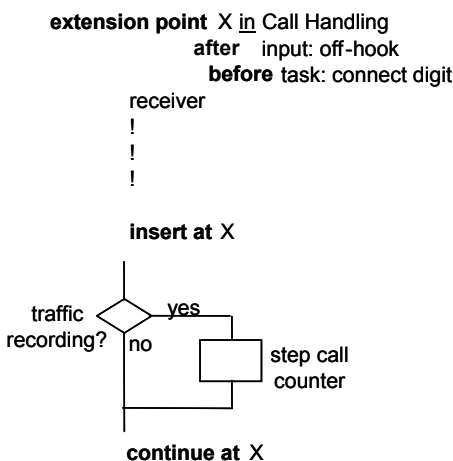 extension point X in Call Handling
after input: off-hook
before task: connect digit
receiver
!
!
!
insert at X
traffic
recording?
yes
no
step call
counter
continue at X